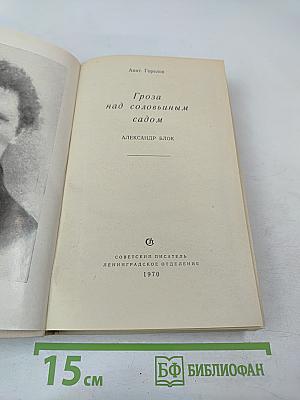 Анат. Горелов
Гроза
над соловьиным
садом
АЛЕКСАНДР БЛОК
СОВЕТСКИЙ ПИСАТЕЛЬ
ЛЕНИНГРАДСКОЕ ОТДЕЛЕНИЕ
1970
15 см
БФ БИБЛИОФАН